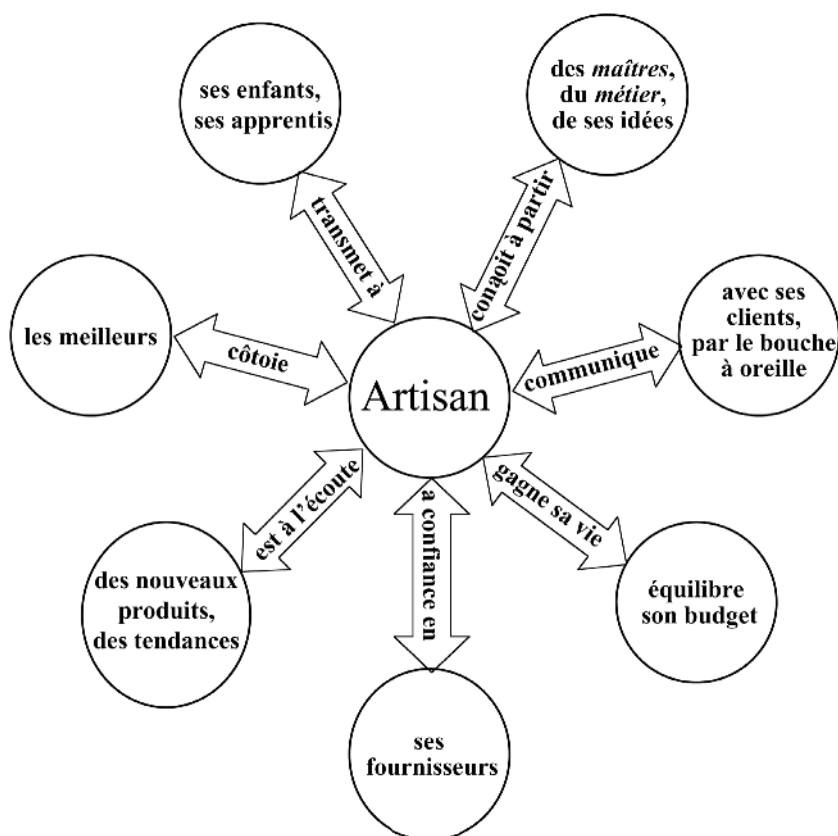 ses enfants,
ses apprentis
transmet à
des maîtres,
du métier,
de ses idées
conąoit à partir
les meilleurs
côtoie
Artisan
communique
avec ses
clients,
par le bouche
à oreille
est à l'écoute
des nouveaux
produits,
des tendances
a confiance en
ses
fournisseurs
gagne sa vie
équilibre
son budget